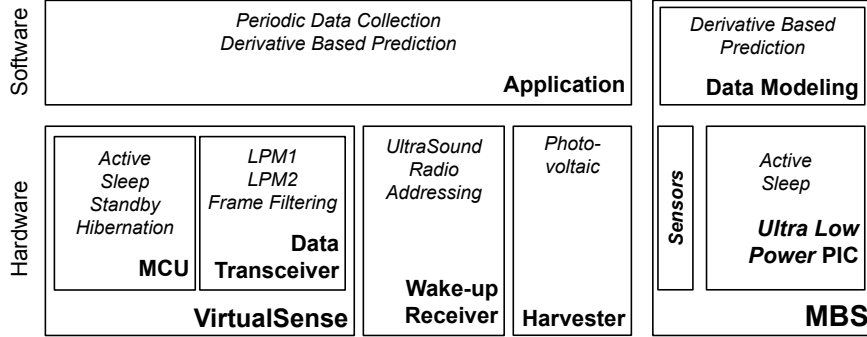 Software
Periodic Data Collection
Derivative Based Prediction
Application
Derivative Based
Prediction
Data Modeling
Hardware
Active
Sleep
Standby
Hibernation
MCU
LPM1
LPM2
Frame Filtering
Data
Transceiver
VirtualSense
UltraSound
Radio
Addressing
Wake-up
Receiver
Photo-
voltaic
Harvester
Sensors
Active
Sleep
Ultra Low
Power PIC
MBS